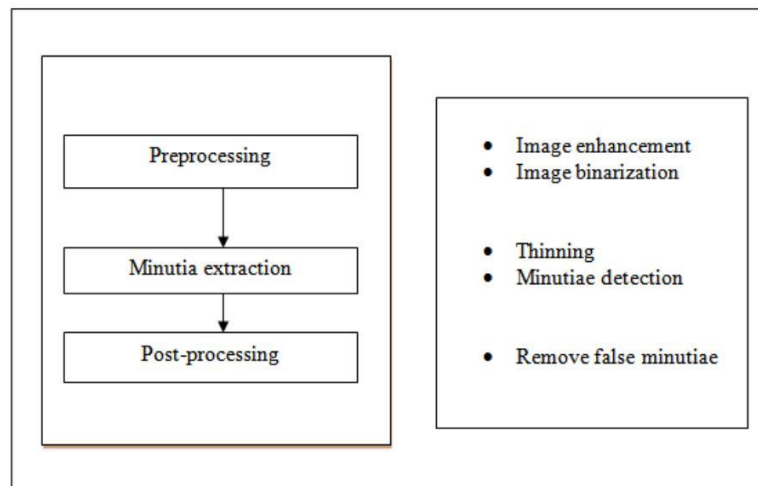 Preprocessing
Minutia extraction
Post-processing
• Image enhancement
• Image binarization
• Thinning
• Minutiae detection
• Remove false minutiae